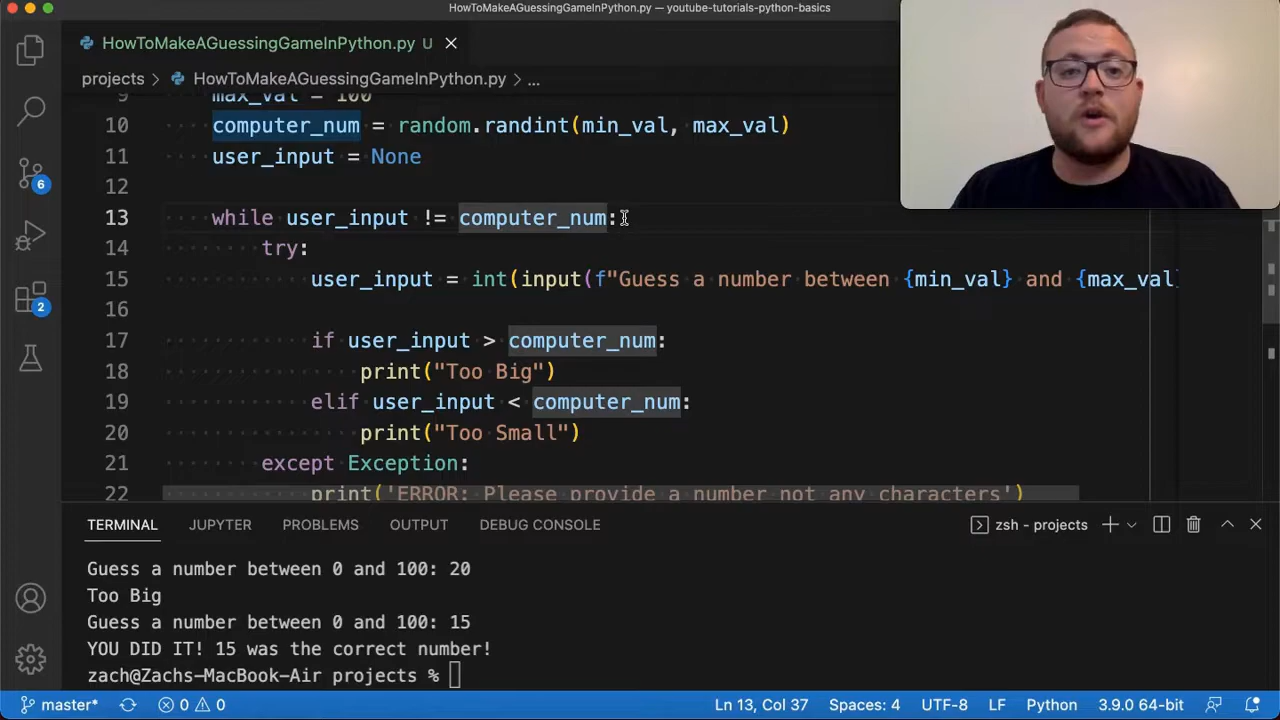 HowToMakeAGuessingGameInPython.py — youtube-tutorials-python-basics
HowToMakeAGuessingGameInPython.py U
projects > HowToMakeAGuessingGameInPython.py > ...
9 max_val = 100
10 computer_num = random.randint(min_val, max_val)
11 user_input = None
12
13 while user_input != computer_num:
14 try:
15 user_input = int(input(f"Guess a number between {min_val} and {max_val}
16
17 if user_input > computer_num:
18 print("Too Big")
19 elif user_input < computer_num:
20 print("Too Small")
21 except Exception:
22 print('ERROR: Please provide a number not any characters')
6
2
TERMINAL JUPYTER PROBLEMS OUTPUT DEBUG CONSOLE zsh - projects
Guess a number between 0 and 100: 20
Too Big
Guess a number between 0 and 100: 15
YOU DID IT! 15 was the correct number!
zach@Zachs-MacBook-Air projects %
master* 0 0 Ln 13, Col 37 Spaces: 4 UTF-8 LF Python 3.9.0 64-bit